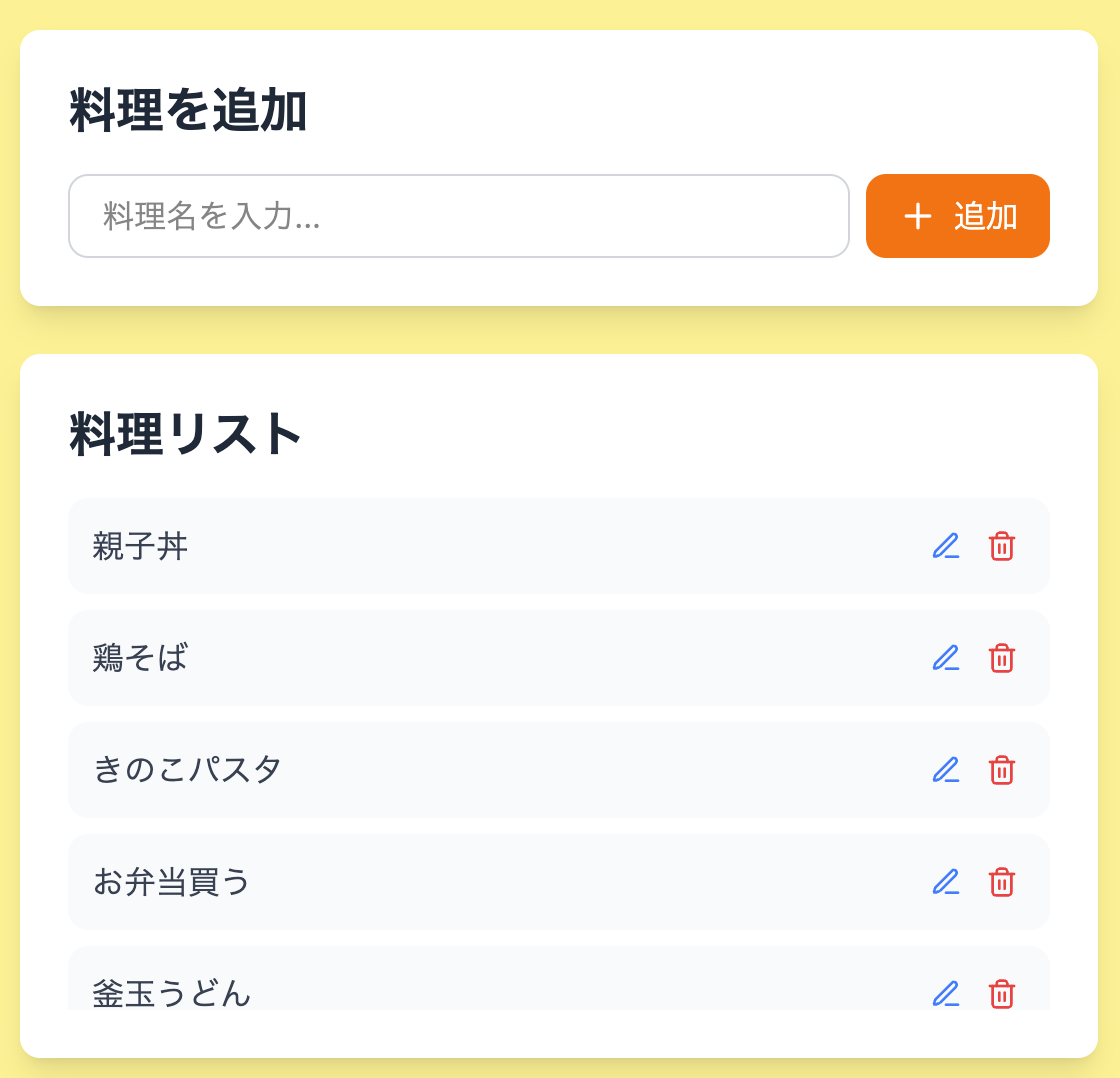 料理を追加
料理名を入力...
追加
料理リスト
親子丼
鶏そば
きのこパスタ
お弁当買う
釜玉うどん